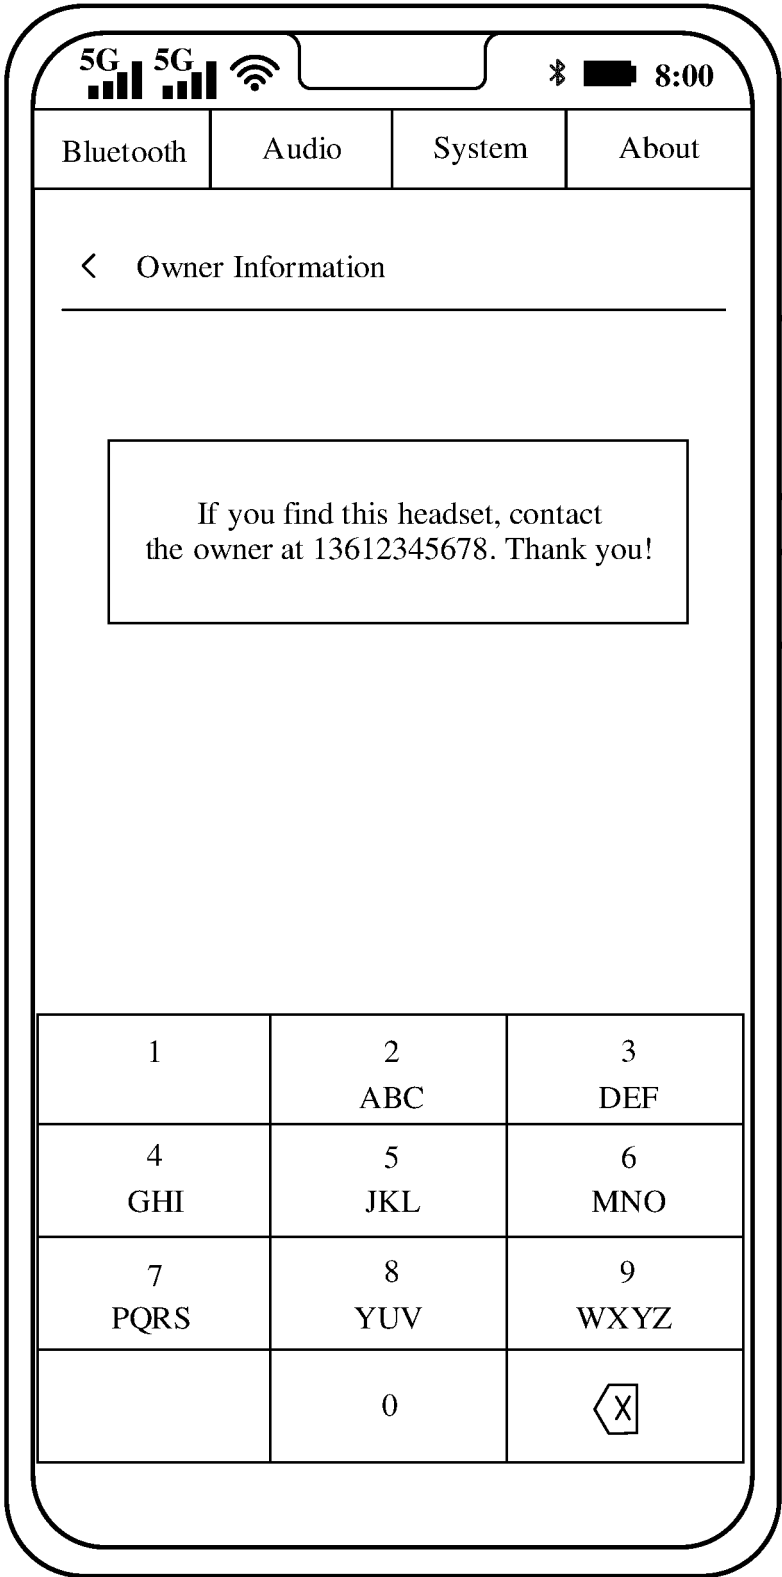 5G 5G 8:00
Bluetooth Audio System About
< Owner Information
If you find this headset, contact
the owner at 13612345678. Thank you!
1 2 3
ABC DEF
4 5 6
GHI JKL MNO
7 8 9
PQRS YUV WXYZ
0 X